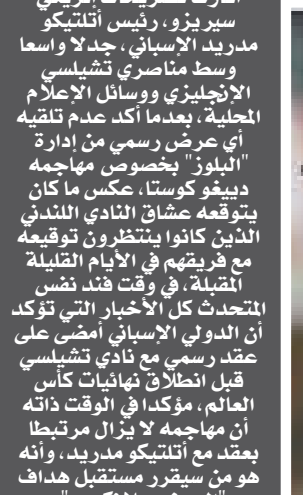 سيريزو، رئيس أتلتيكو
مدريد الإسباني، جدلا واسعا
وسط مناصري تشيلسي
الإنجليزي ووسائل الإعلام
المحلية، بعدما أكد عدم تلقيه
أي عرض رسمي من إدارة
"البلوز" بخصوص مهاجمه
دييغو كوستا، عكس ما كان
يتوقعه عشاق النادي اللندني
الذين كانوا ينتظرون توقيعه
مع فريقهم في الأيام القليلة
المقبلة، في وقت فند نفس
المتحدث كل الأخبار التي تؤكد
أن الدولي الإسباني أمضى على
عقد رسمي مع نادي تشيلسي
قبل انطلاق نهائيات كأس
العالم، مؤكدا في الوقت ذاته
أن مهاجمه لا يزال مرتبطا
بعقد مع أتلتيكو مدريد، وأنه
هو من سيقرر مستقبل هداف